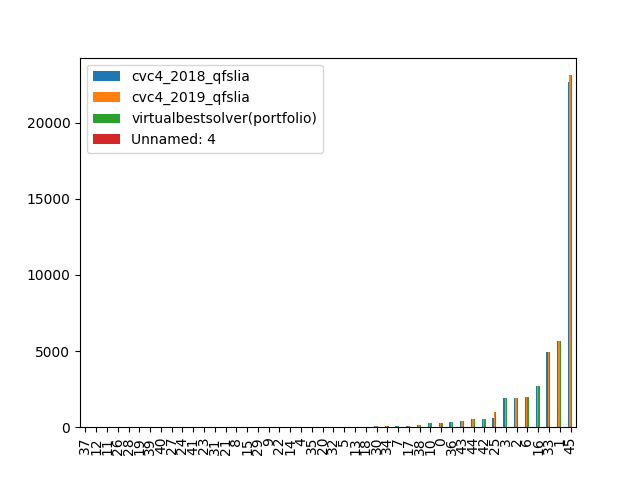 cvc4_2018_qfslia
cvc4_2019_qfslia
virtualbestsolver(portfolio)
Unnamed: 4
20000
15000
10000
5000
0
37 12 11 26 28 19 39 40 27 24 41 23 31 21 8 15 29 9 22 14 4 35 20 32 5 13 18 30 34 7 17 38 10 0 36 43 44 42 25 3 2 6 16 33 1 45